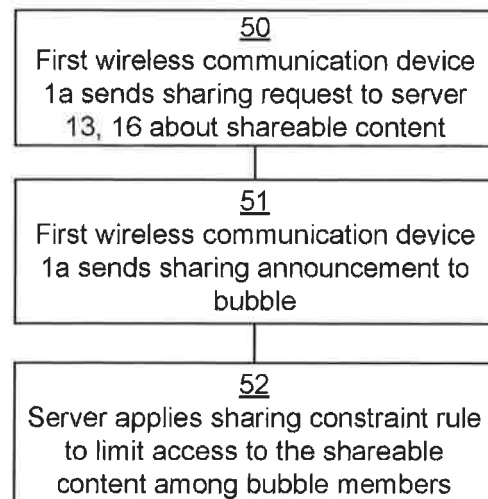 50
First wireless communication device
1a sends sharing request to server
13, 16 about shareable content
51
First wireless communication device
1a sends sharing announcement to
bubble
52
Server applies sharing constraint rule
to limit access to the shareable
content among bubble members